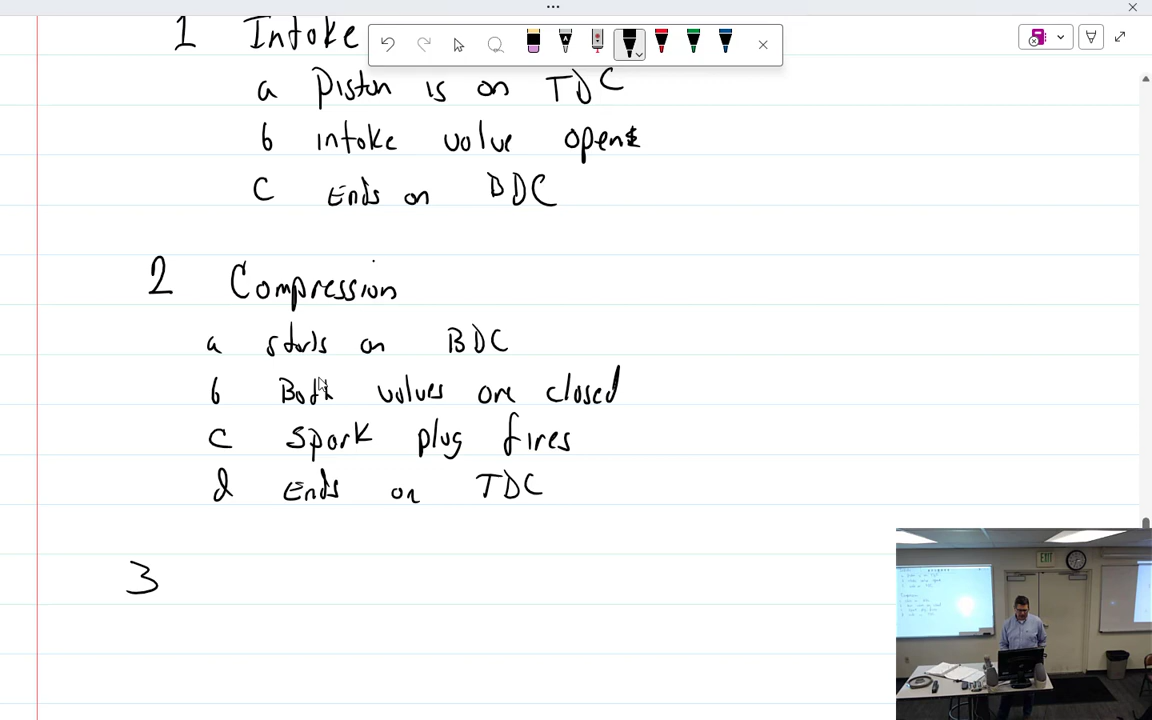 1 Intake
a Piston is on TDC
b intake valve opens
c Ends on BDC
2 Compression
a starts on BDC
b Both valves are closed
c spark plug fires
d Ends on TDC
3
EXIT